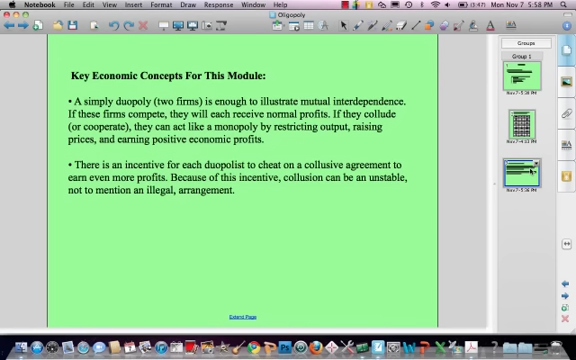 Notebook File Edit View Insert Format Draw Response Help (1:47) Mon Nov 7 5:58 PM
Oligopoly
Key Economic Concepts For This Module:
• A simply duopoly (two firms) is enough to illustrate mutual interdependence.
If these firms compete, they will each receive normal profits. If they collude
(or cooperate), they can act like a monopoly by restricting output, raising
prices, and earning positive economic profits.
• There is an incentive for each duopolist to cheat on a collusive agreement to
earn even more profits. Because of this incentive, collusion can be an unstable,
not to mention an illegal, arrangement.
Extend Page
Groups
Group 1